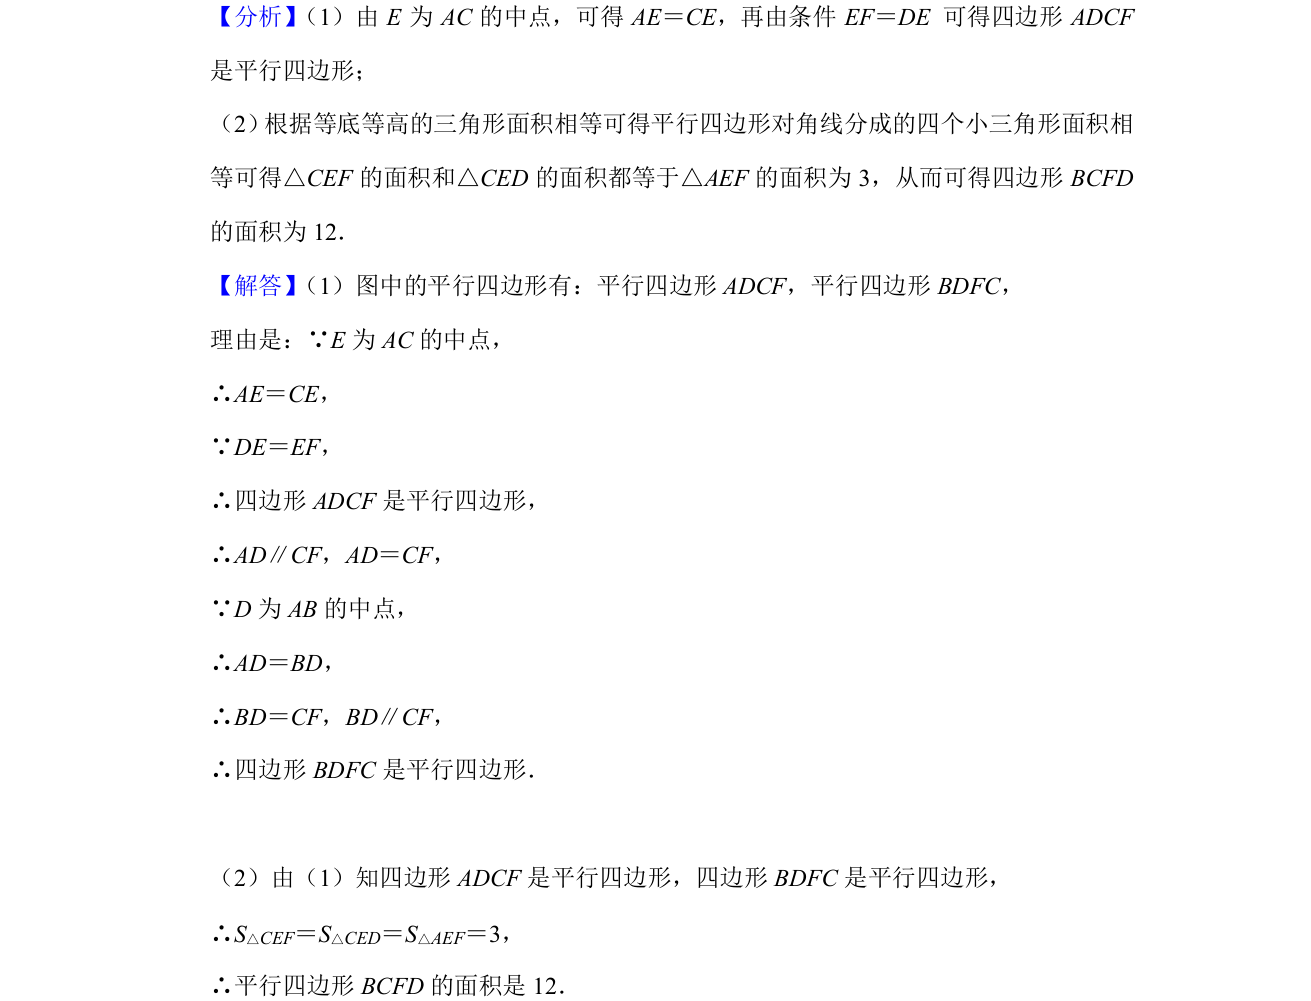 【分析】（1）由 E 为 AC 的中点，可得 AE＝CE，再由条件 EF＝DE 可得四边形 ADCF
是平行四边形；
（2）根据等底等高的三角形面积相等可得平行四边形对角线分成的四个小三角形面积相
等可得△CEF 的面积和△CED 的面积都等于△AEF 的面积为 3，从而可得四边形 BCFD
的面积为 12．
【解答】（1）图中的平行四边形有：平行四边形 ADCF，平行四边形 BDFC，
理由是：∵E 为 AC 的中点，
∴AE＝CE，
∵DE＝EF，
∴四边形 ADCF 是平行四边形，
∴AD∥CF，AD＝CF，
∵D 为 AB 的中点，
∴AD＝BD，
∴BD＝CF，BD∥CF，
∴四边形 BDFC 是平行四边形．
（2）由（1）知四边形 ADCF 是平行四边形，四边形 BDFC 是平行四边形，
∴S△CEF＝S△CED＝S△AEF＝3，
∴平行四边形 BCFD 的面积是 12．